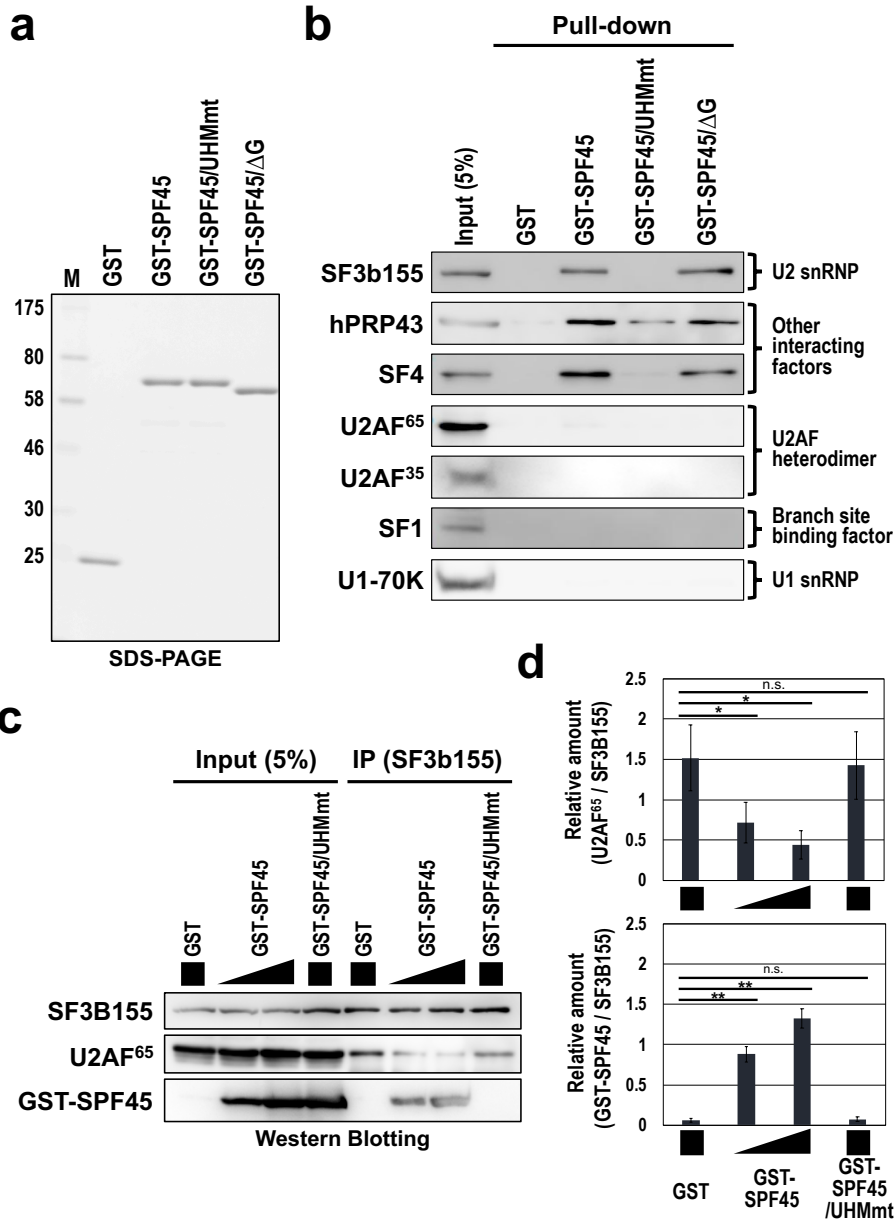 a
M
GST
GST-SPF45
GST-SPF45/UHMmt
GST-SPF45/ΔG
175
80
58
46
30
25
SDS-PAGE
b
Pull-down
Input (5%)
GST
GST-SPF45
GST-SPF45/UHMmt
GST-SPF45/ΔG
SF3b155
U2 snRNP
hPRP43
SF4
Other
interacting
factors
U2AF65
U2AF35
U2AF
heterodimer
SF1
Branch site
binding factor
U1-70K
U1 snRNP
c
Input (5%)
IP (SF3b155)
GST
GST-SPF45
GST-SPF45/UHMmt
GST
GST-SPF45
GST-SPF45/UHMmt
SF3B155
U2AF65
GST-SPF45
Western Blotting
d
Relative amount
(U2AF65 / SF3B155)
2.5
2
1.5
1
0.5
0
n.s.
*
*
Relative amount
(GST-SPF45 / SF3B155)
2.5
2
1.5
1
0.5
0
n.s.
**
**
GST
GST-
SPF45
GST-
SPF45
/UHMmt